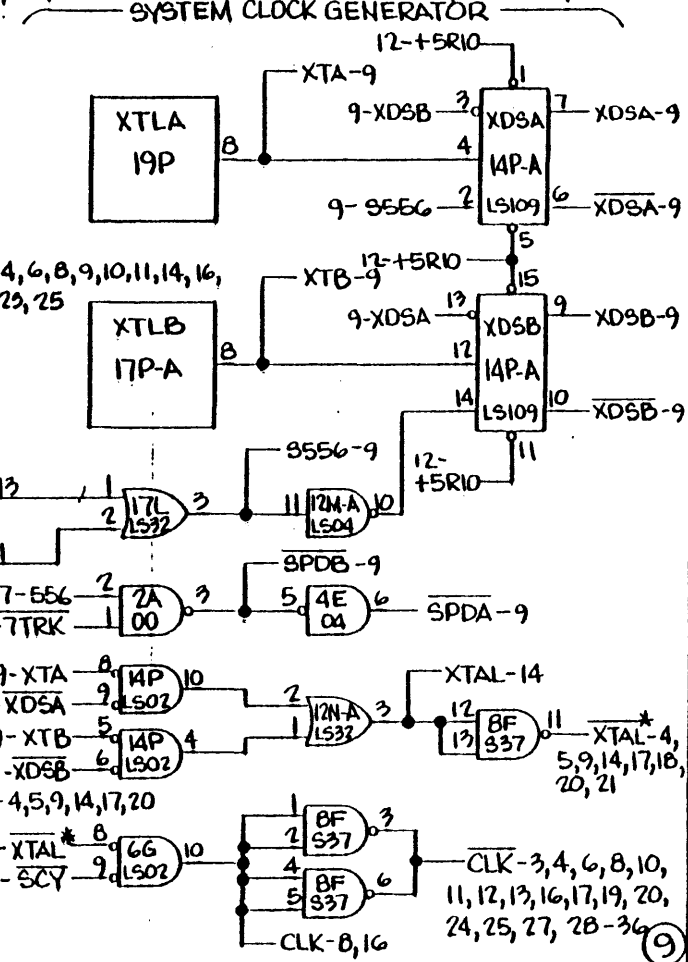 SYSTEM CLOCK GENERATOR
12-+5R10
1
XTA-9
XTLA
19P
8
9-XDSB
3
XDSA
7
XDSA-9
4
14P-A
9-S556
2
LS109
6
XDSA-9
5
4,6,8,9,10,11,14,16,
23,25
12-+5R10
15
XTB-9
XTLB
17P-A
8
9-XDSA
13
XDSB
9
XDSB-9
12
14P-A
14
LS109
10
XDSB-9
11
12-
+5R10
S556-9
13
1
2
17L
LS32
3
11
12M-A
LS04
10
SPDB-9
7-556
2
7TRK
1
2A
00
3
5
4E
04
6
SPDA-9
XTA
8
XDSA
9
14P
LS02
10
XTAL-14
2
1
12N-A
LS32
3
12
13
8F
S37
11
XTAL*-4,
5,9,14,17,18,
20,21
XTB
5
XDSB
6
14P
LS02
4
4,5,9,14,17,20
XTAL*
8
SCY
9
6G
LS02
10
1
2
8F
S37
3
4
5
8F
S37
6
CLK-3,4,6,8,10,
11,12,13,16,17,19,20,
24,25,27,28-36
CLK-8,16
9